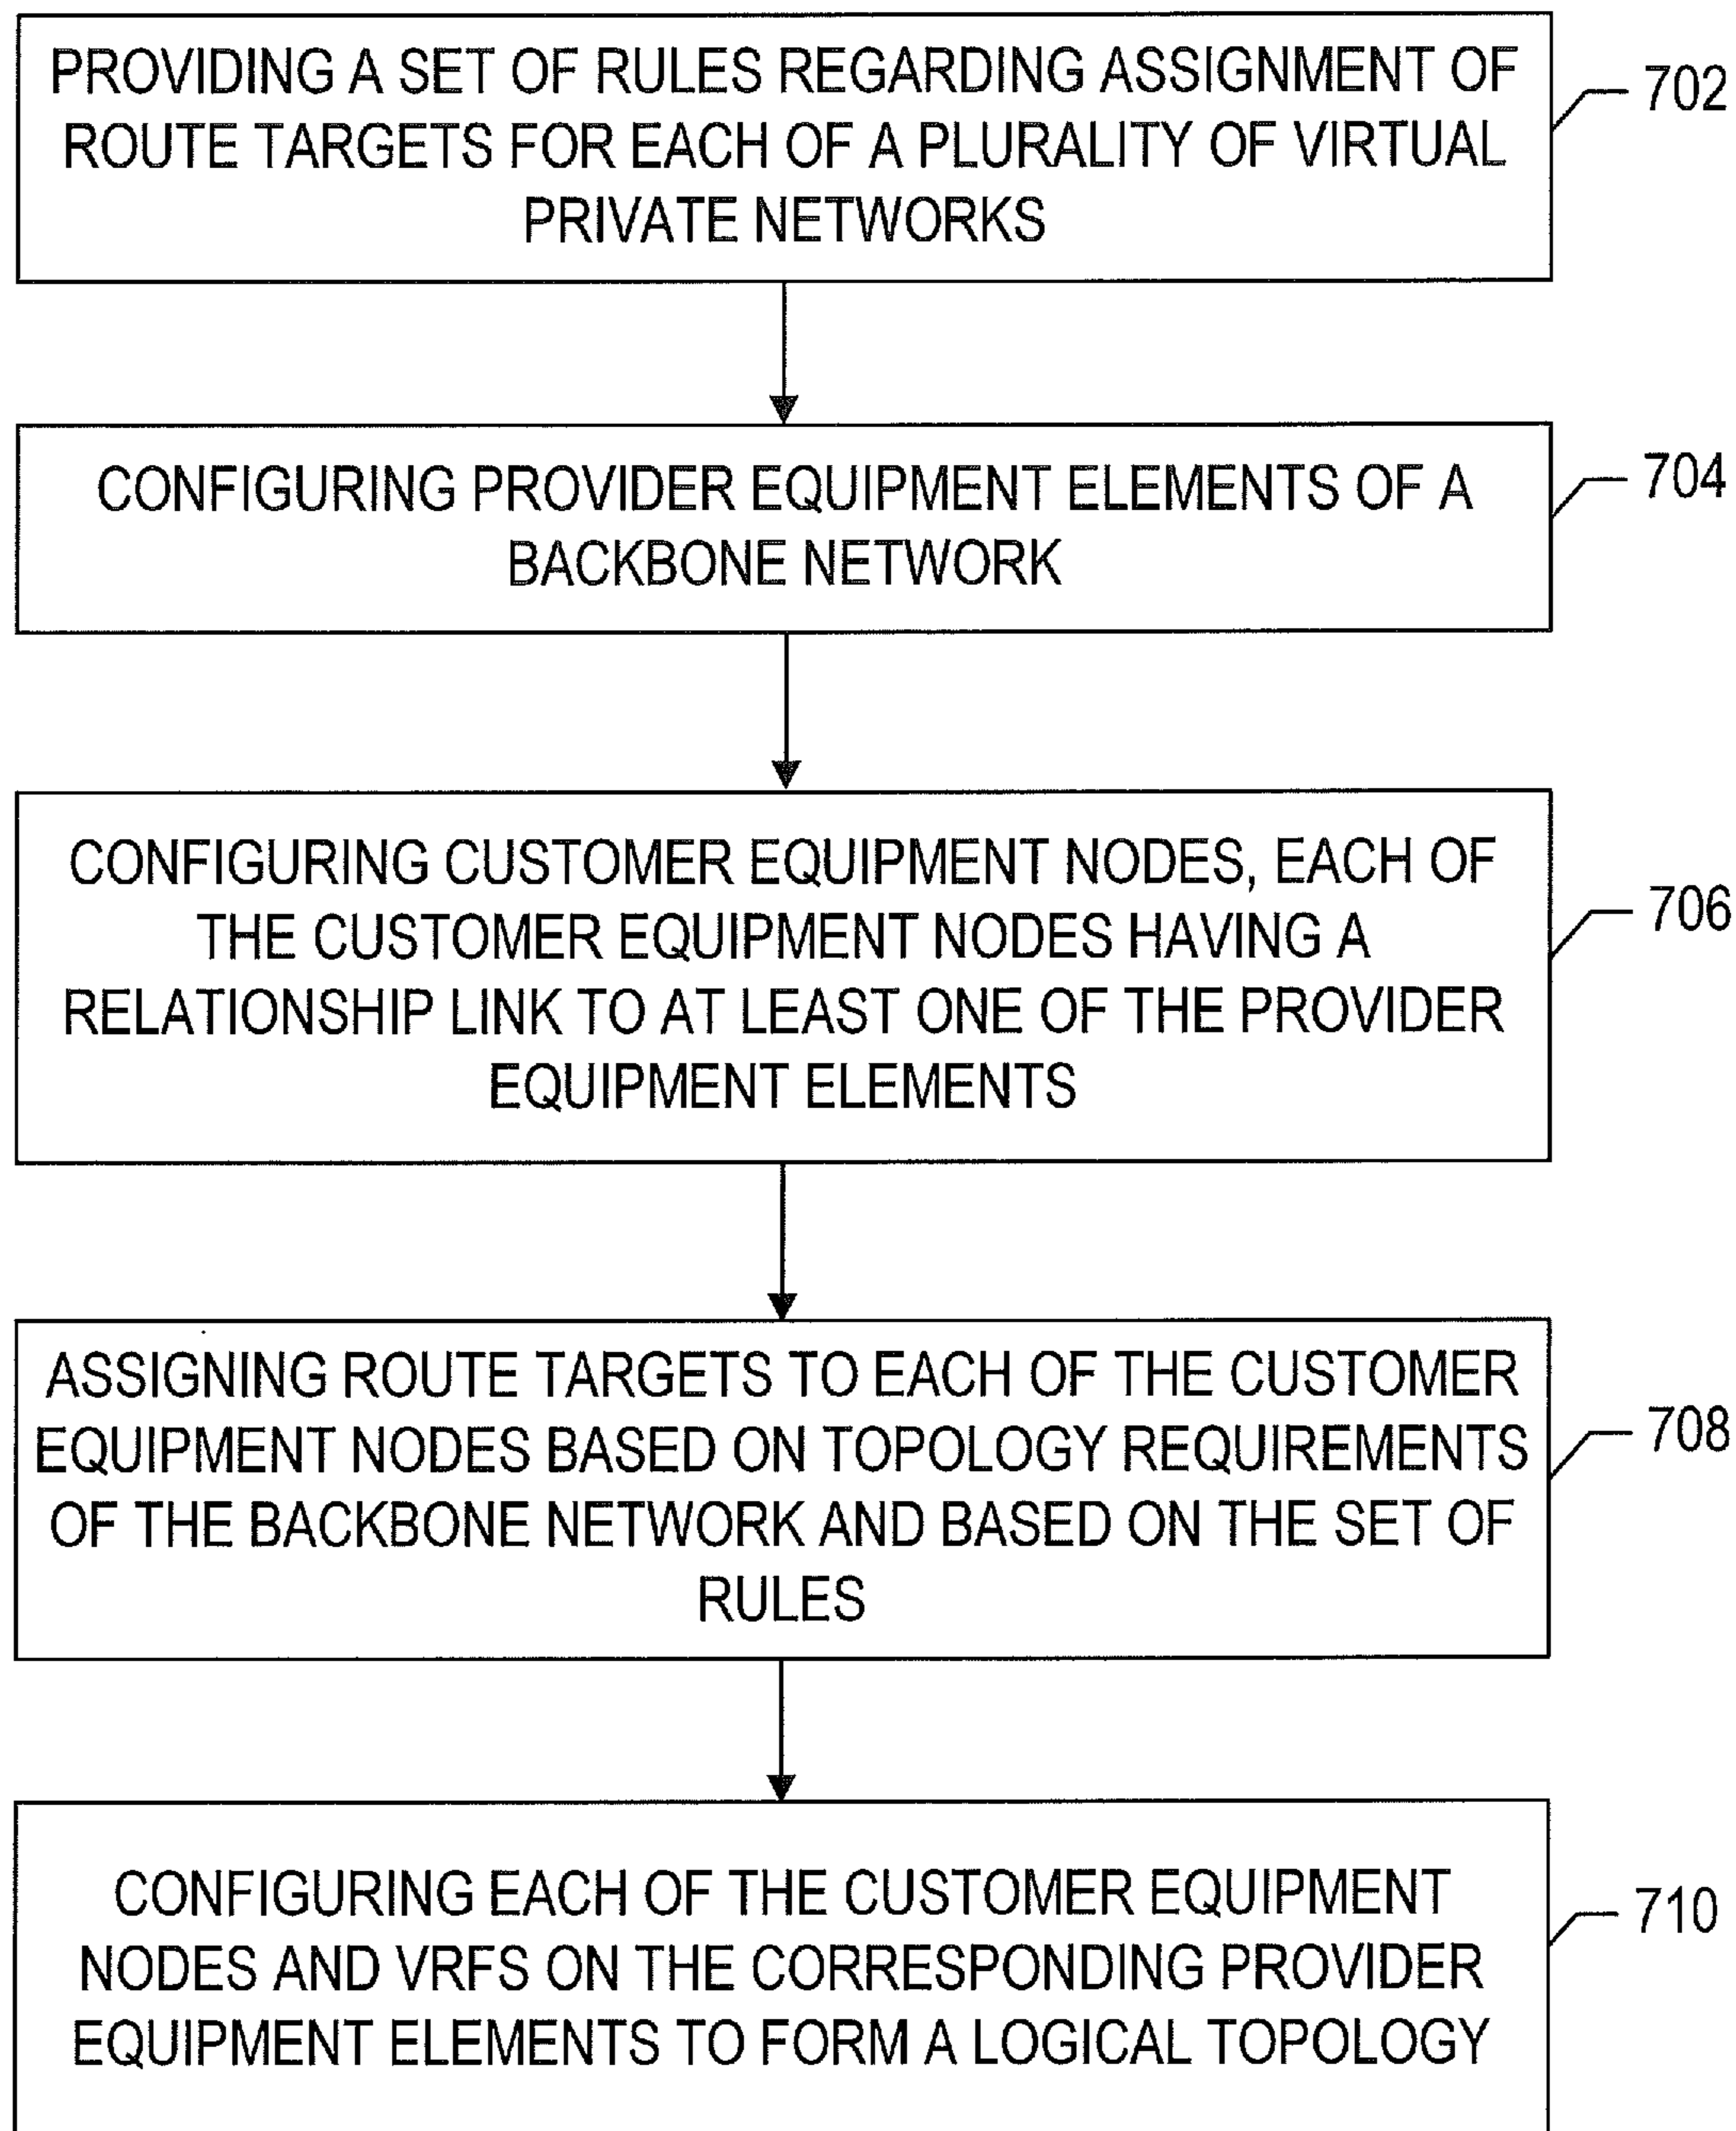 PROVIDING A SET OF RULES REGARDING ASSIGNMENT OF
ROUTE TARGETS FOR EACH OF A PLURALITY OF VIRTUAL
PRIVATE NETWORKS
702
CONFIGURING PROVIDER EQUIPMENT ELEMENTS OF A
BACKBONE NETWORK
704
CONFIGURING CUSTOMER EQUIPMENT NODES, EACH OF
THE CUSTOMER EQUIPMENT NODES HAVING A
RELATIONSHIP LINK TO AT LEAST ONE OF THE PROVIDER
EQUIPMENT ELEMENTS
706
ASSIGNING ROUTE TARGETS TO EACH OF THE CUSTOMER
EQUIPMENT NODES BASED ON TOPOLOGY REQUIREMENTS
OF THE BACKBONE NETWORK AND BASED ON THE SET OF
RULES
708
CONFIGURING EACH OF THE CUSTOMER EQUIPMENT
NODES AND VRFS ON THE CORRESPONDING PROVIDER
EQUIPMENT ELEMENTS TO FORM A LOGICAL TOPOLOGY
710